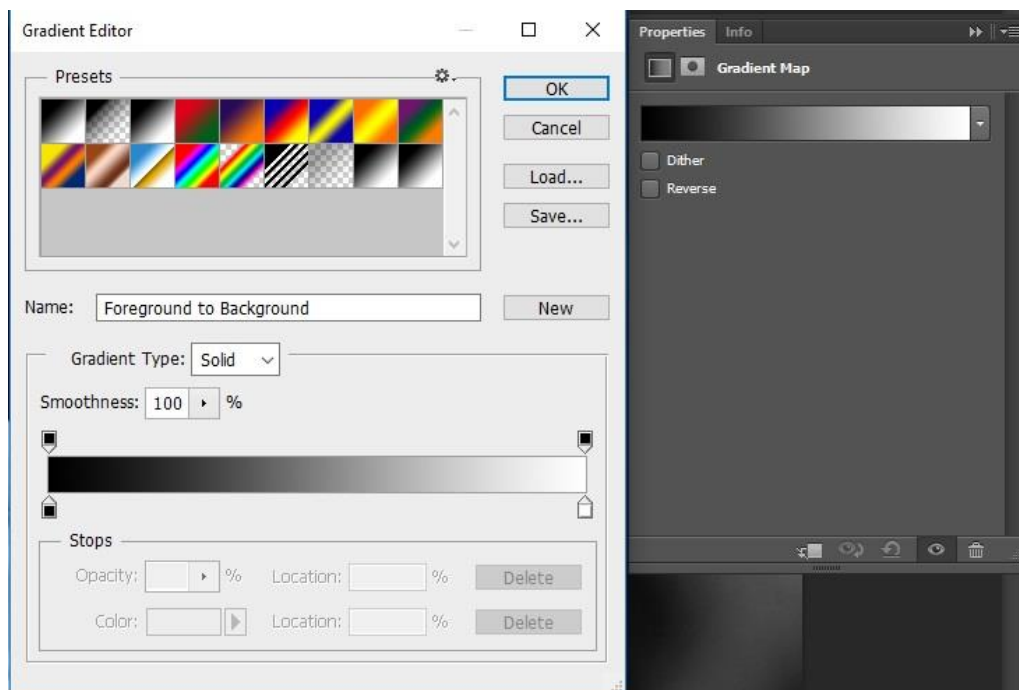 Gradient Editor
Presets
OK
Cancel
Load...
Save...
Name: Foreground to Background
New
Gradient Type: Solid
Smoothness: 100 %
Stops
Opacity: % Location: % Delete
Color: Location: % Delete
Properties Info
Gradient Map
Dither
Reverse